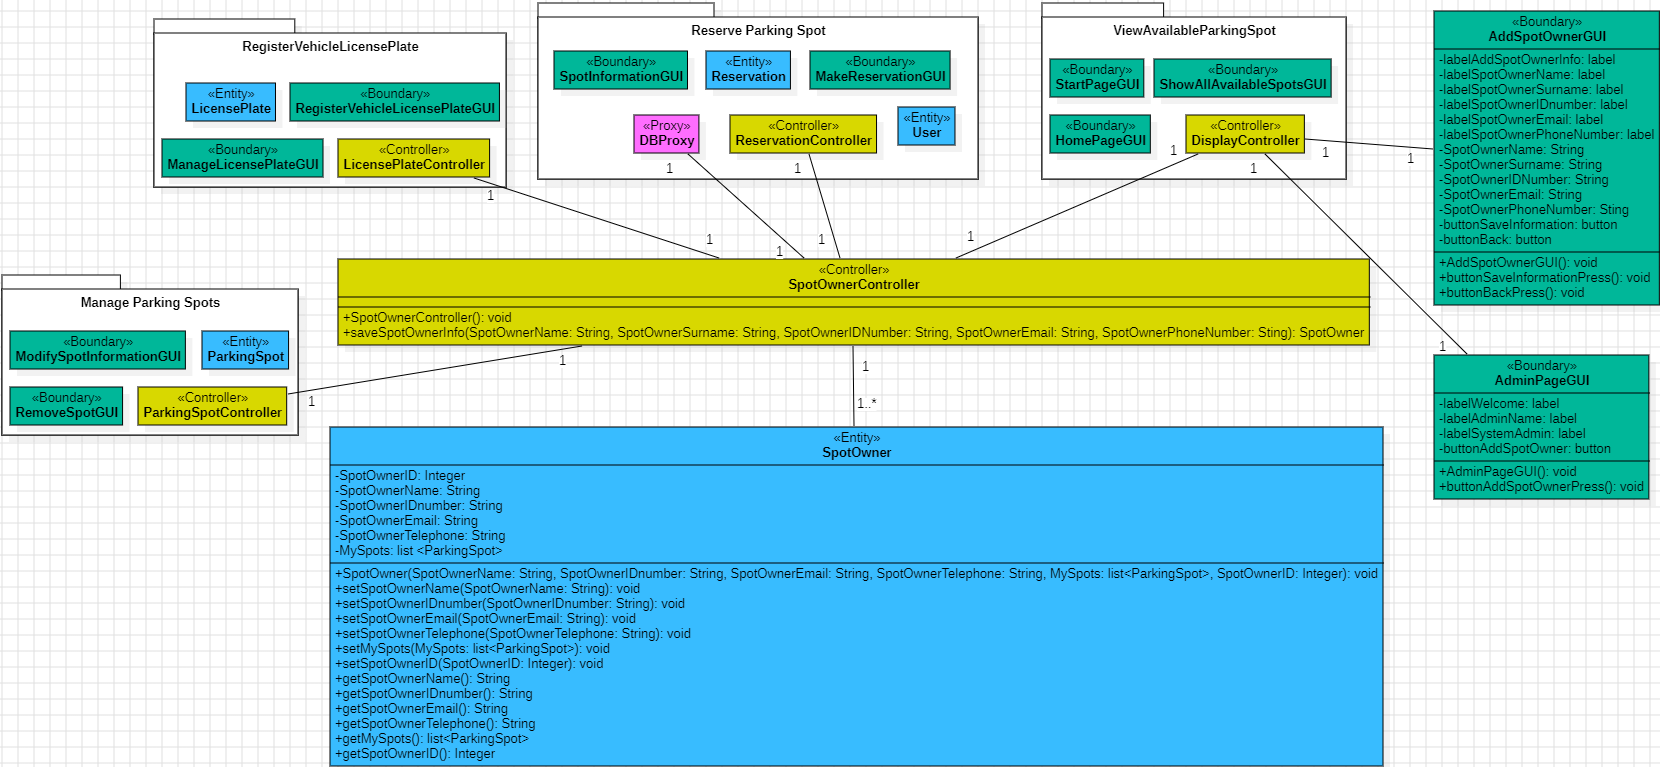 RegisterVehicleLicensePlate
«Entity»
LicensePlate
«Boundary»
RegisterVehicleLicensePlateGUI
«Boundary»
ManageLicensePlateGUI
«Controller»
LicensePlateController
1
1
Reserve Parking Spot
«Boundary»
SpotInformationGUI
«Entity»
Reservation
«Boundary»
MakeReservationGUI
«Proxy»
DBProxy
«Controller»
ReservationController
«Entity»
User
1
1
1
1
ViewAvailableParkingSpot
«Boundary»
StartPageGUI
«Boundary»
ShowAllAvailableSpotsGUI
«Boundary»
HomePageGUI
«Controller»
DisplayController
1
1
1
1
1
1
«Boundary»
AddSpotOwnerGUI
-labelAddSpotOwnerInfo: label
-labelSpotOwnerName: label
-labelSpotOwnerSurname: label
-labelSpotOwnerIDnumber: label
-labelSpotOwnerEmail: label
-labelSpotOwnerPhoneNumber: label
-SpotOwnerName: String
-SpotOwnerSurname: String
-SpotOwnerIDNumber: String
-SpotOwnerEmail: String
-SpotOwnerPhoneNumber: Sting
-buttonSaveInformation: button
-buttonBack: button
+AddSpotOwnerGUI(): void
+buttonSaveInformationPress(): void
+buttonBackPress(): void
«Controller»
SpotOwnerController
+SpotOwnerController(): void
+saveSpotOwnerInfo(SpotOwnerName: String, SpotOwnerSurname: String, SpotOwnerIDNumber: String, SpotOwnerEmail: String, SpotOwnerPhoneNumber: Sting): SpotOwner
Manage Parking Spots
«Boundary»
ModifySpotInformationGUI
«Entity»
ParkingSpot
«Boundary»
RemoveSpotGUI
«Controller»
ParkingSpotController
1
1
1
1..*
«Boundary»
AdminPageGUI
-labelWelcome: label
-labelAdminName: label
-labelSystemAdmin: label
-buttonAddSpotOwner: button
+AdminPageGUI(): void
+buttonAddSpotOwnerPress(): void
«Entity»
SpotOwner
-SpotOwnerID: Integer
-SpotOwnerName: String
-SpotOwnerIDnumber: String
-SpotOwnerEmail: String
-SpotOwnerTelephone: String
-MySpots: list <ParkingSpot>
+SpotOwner(SpotOwnerName: String, SpotOwnerIDnumber: String, SpotOwnerEmail: String, SpotOwnerTelephone: String, MySpots: list<ParkingSpot>, SpotOwnerID: Integer): void
+setSpotOwnerName(SpotOwnerName: String): void
+setSpotOwnerIDnumber(SpotOwnerIDnumber: String): void
+setSpotOwnerEmail(SpotOwnerEmail: String): void
+setSpotOwnerTelephone(SpotOwnerTelephone: String): void
+setMySpots(MySpots: list<ParkingSpot>): void
+setSpotOwnerID(SpotOwnerID: Integer): void
+getSpotOwnerName(): String
+getSpotOwnerIDnumber(): String
+getSpotOwnerEmail(): String
+getSpotOwnerTelephone(): String
+getMySpots(): list<ParkingSpot>
+getSpotOwnerID(): Integer